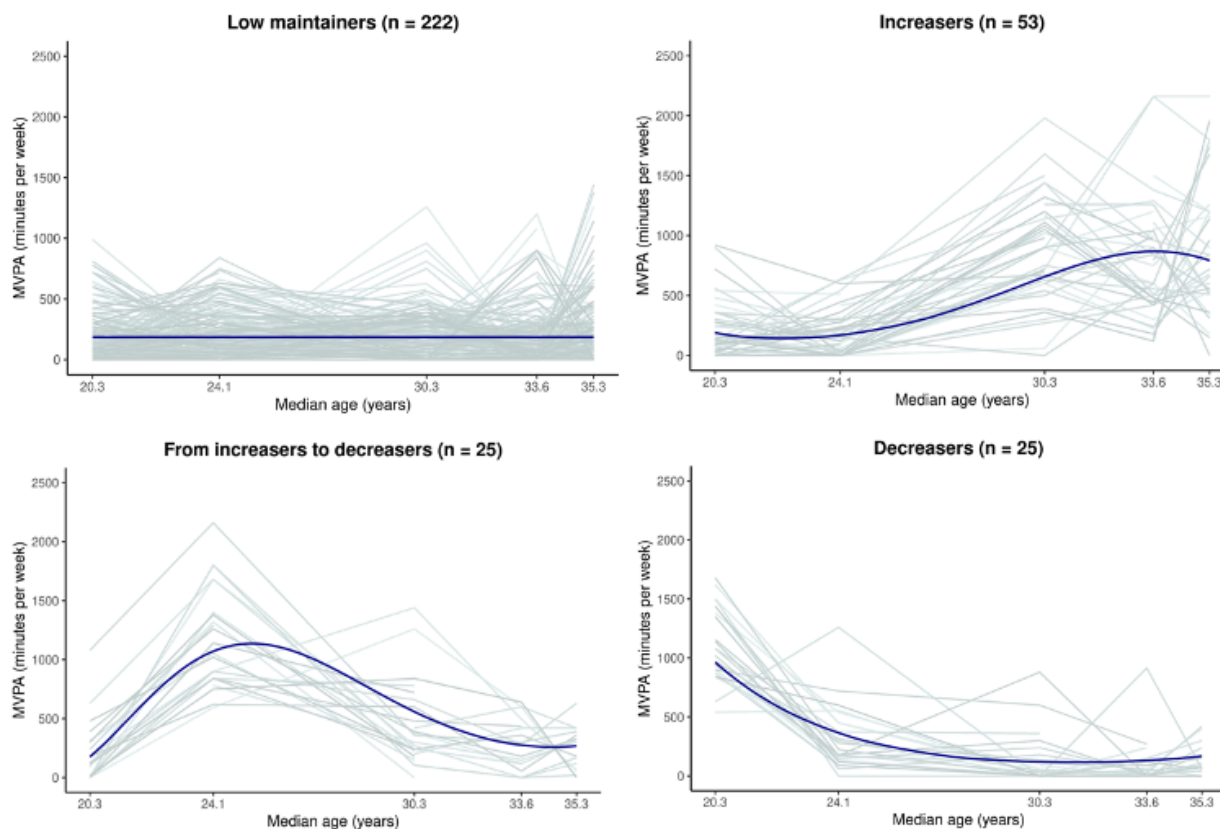 Low maintainers (n = 222)
MVPA (minutes per week)
2500
2000
1500
1000
500
0
20.3 24.1 30.3 33.6 35.3
Median age (years)
Increasers (n = 53)
MVPA (minutes per week)
2500
2000
1500
1000
500
0
20.3 24.1 30.3 33.6 35.3
Median age (years)
From increasers to decreasers (n = 25)
MVPA (minutes per week)
2500
2000
1500
1000
500
0
20.3 24.1 30.3 33.6 35.3
Median age (years)
Decreasers (n = 25)
MVPA (minutes per week)
2500
2000
1500
1000
500
0
20.3 24.1 30.3 33.6 35.3
Median age (years)